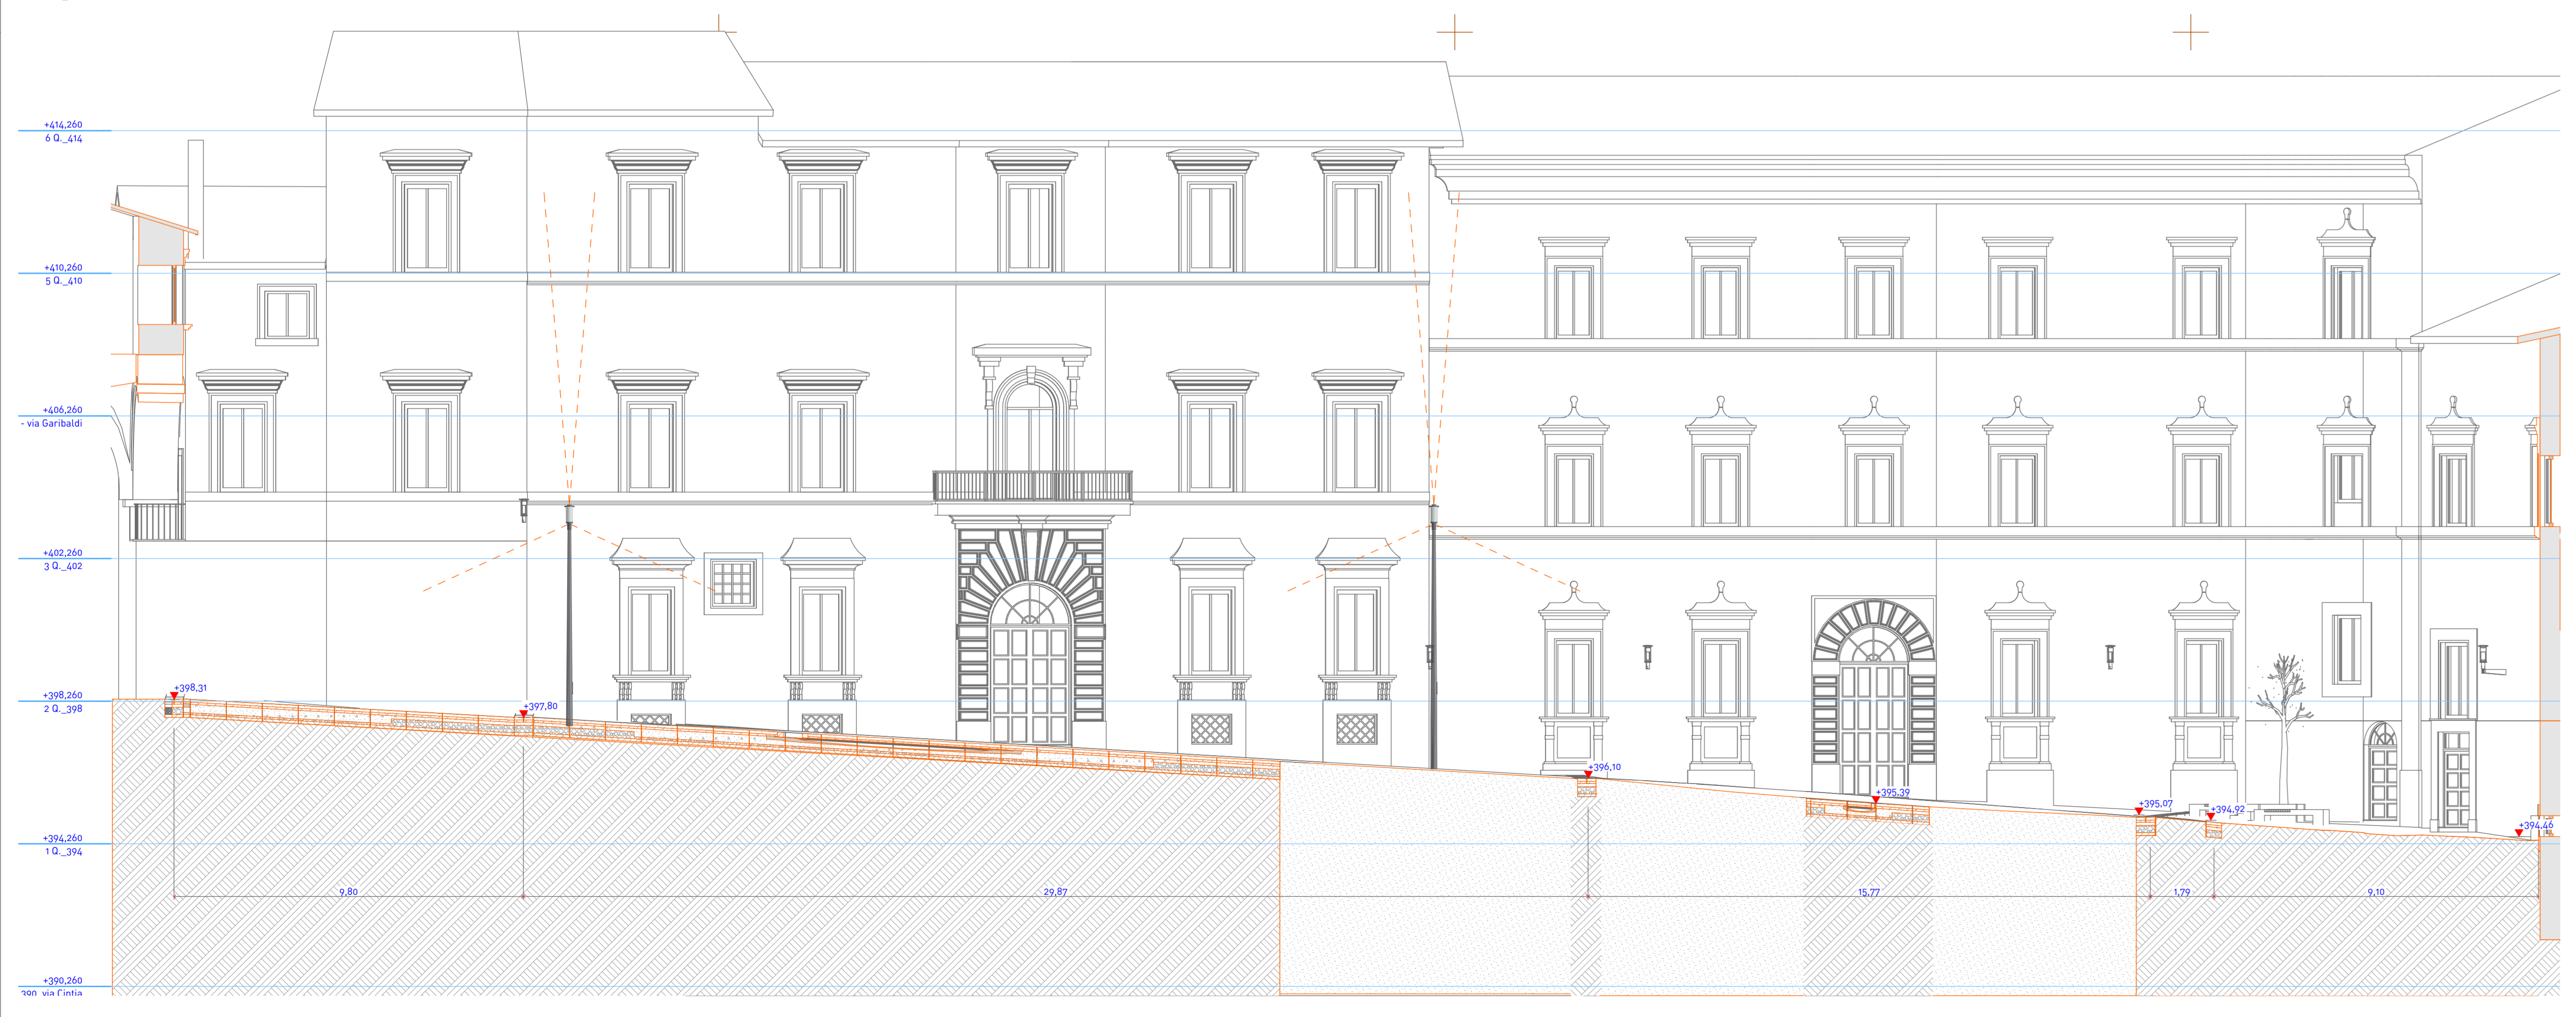 +414,260
6 Q._414
+410,260
5 Q._410
+406,260
- via Garibaldi
+402,260
3 Q._402
+398,31
+398,260
2 Q._398
+397,80
+396,10
+395,39
+395,07
+394,92
+394,46
+394,260
1 Q._394
9,80
29,87
15,77
1,79
9,10
+390,260
390 via Cintia